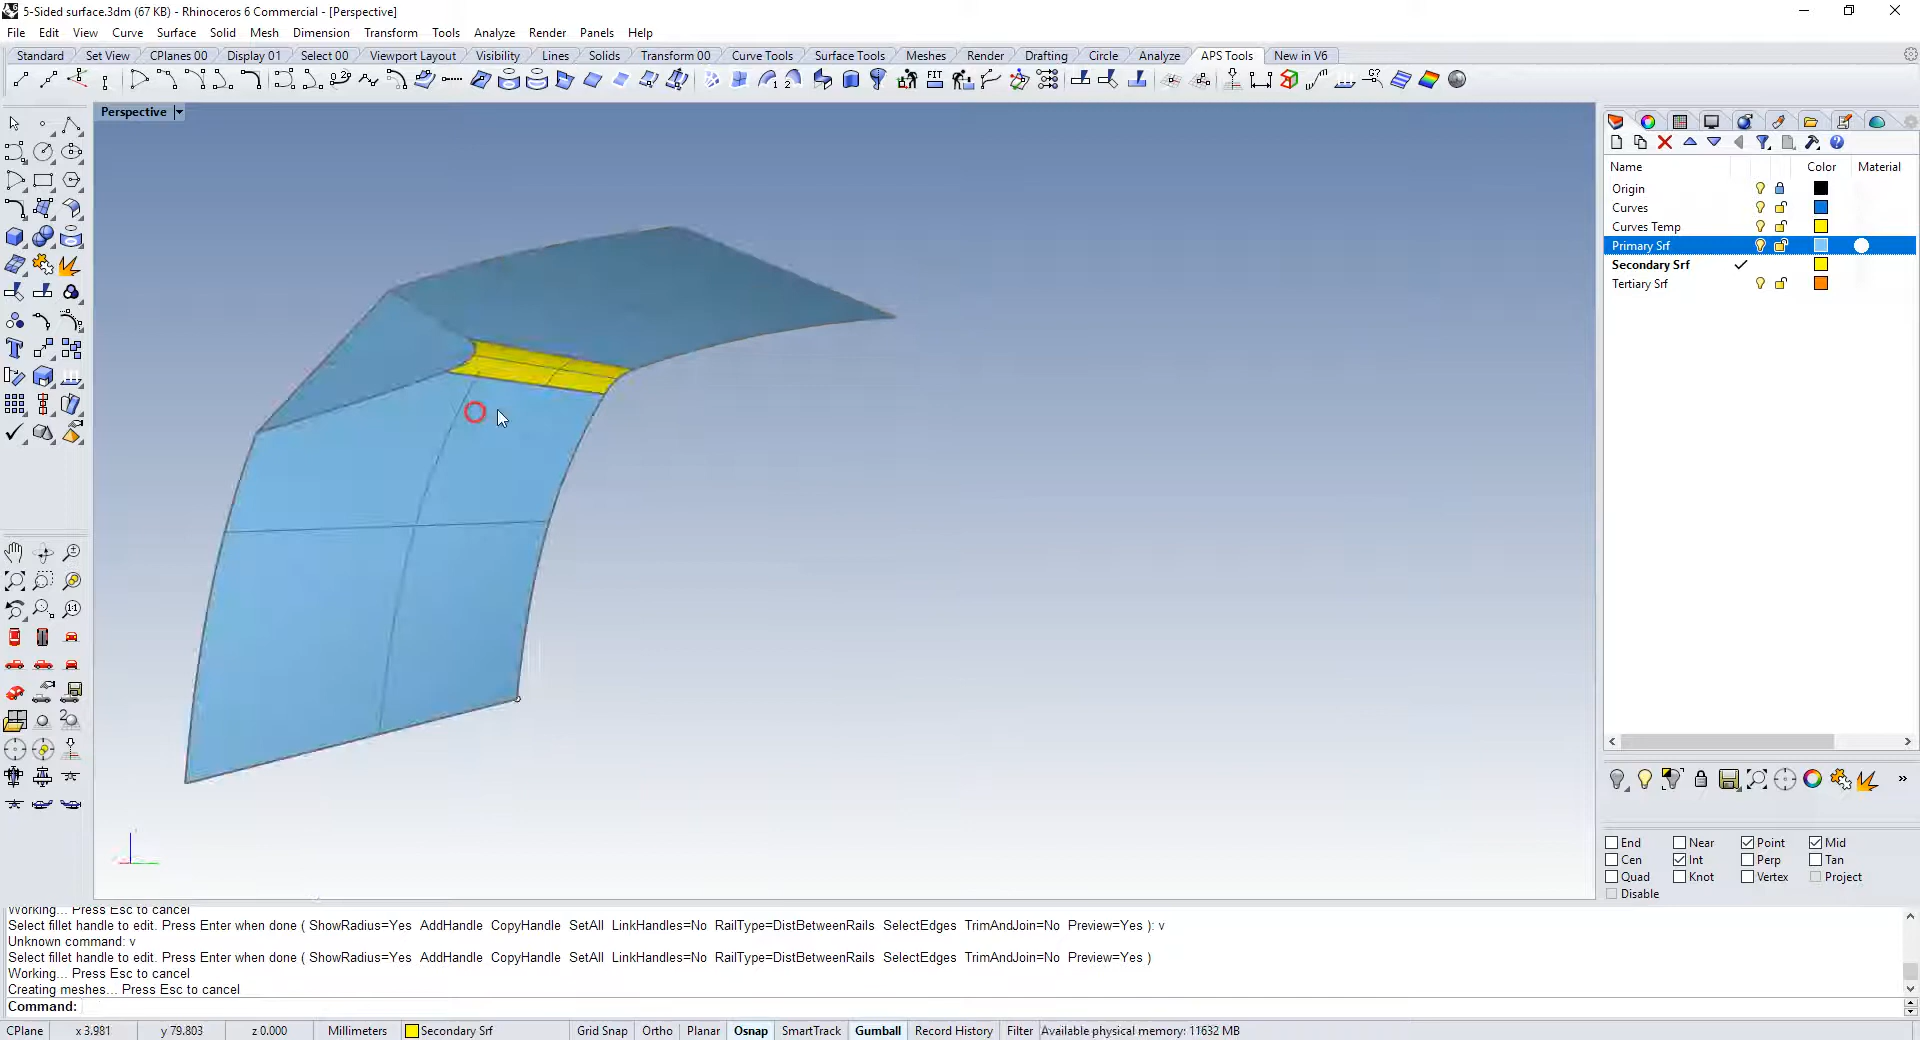 5-Sided surface.3dm (67 KB) - Rhinoceros 6 Commercial - [Perspective]
File Edit View Curve Surface Solid Mesh Dimension Transform Tools Analyze Render Panels Help
Standard Set View CPlanes 00 Display 01 Select 00 Viewport Layout Visibility Lines Solids Transform 00 Curve Tools Surface Tools Meshes Render Drafting Circle Analyze APS Tools New in V6
FIT
Perspective
Name Color Material
Origin
Curves
Curves Temp
Primary Srf
Secondary Srf
Tertiary Srf
End Near Point Mid
Cen Int Perp Tan
Quad Knot Vertex Project
Disable
Working... Press Esc to cancel
Select fillet handle to edit. Press Enter when done ( ShowRadius=Yes AddHandle CopyHandle SetAll LinkHandles=No RailType=DistBetweenRails SelectEdges TrimAndJoin=No Preview=Yes ): v
Unknown command: v
Select fillet handle to edit. Press Enter when done ( ShowRadius=Yes AddHandle CopyHandle SetAll LinkHandles=No RailType=DistBetweenRails SelectEdges TrimAndJoin=No Preview=Yes )
Working... Press Esc to cancel
Creating meshes... Press Esc to cancel
Command:
CPlane x 3.981 y 79.803 z 0.000 Millimeters Secondary Srf Grid Snap Ortho Planar Osnap SmartTrack Gumball Record History Filter Available physical memory: 11632 MB